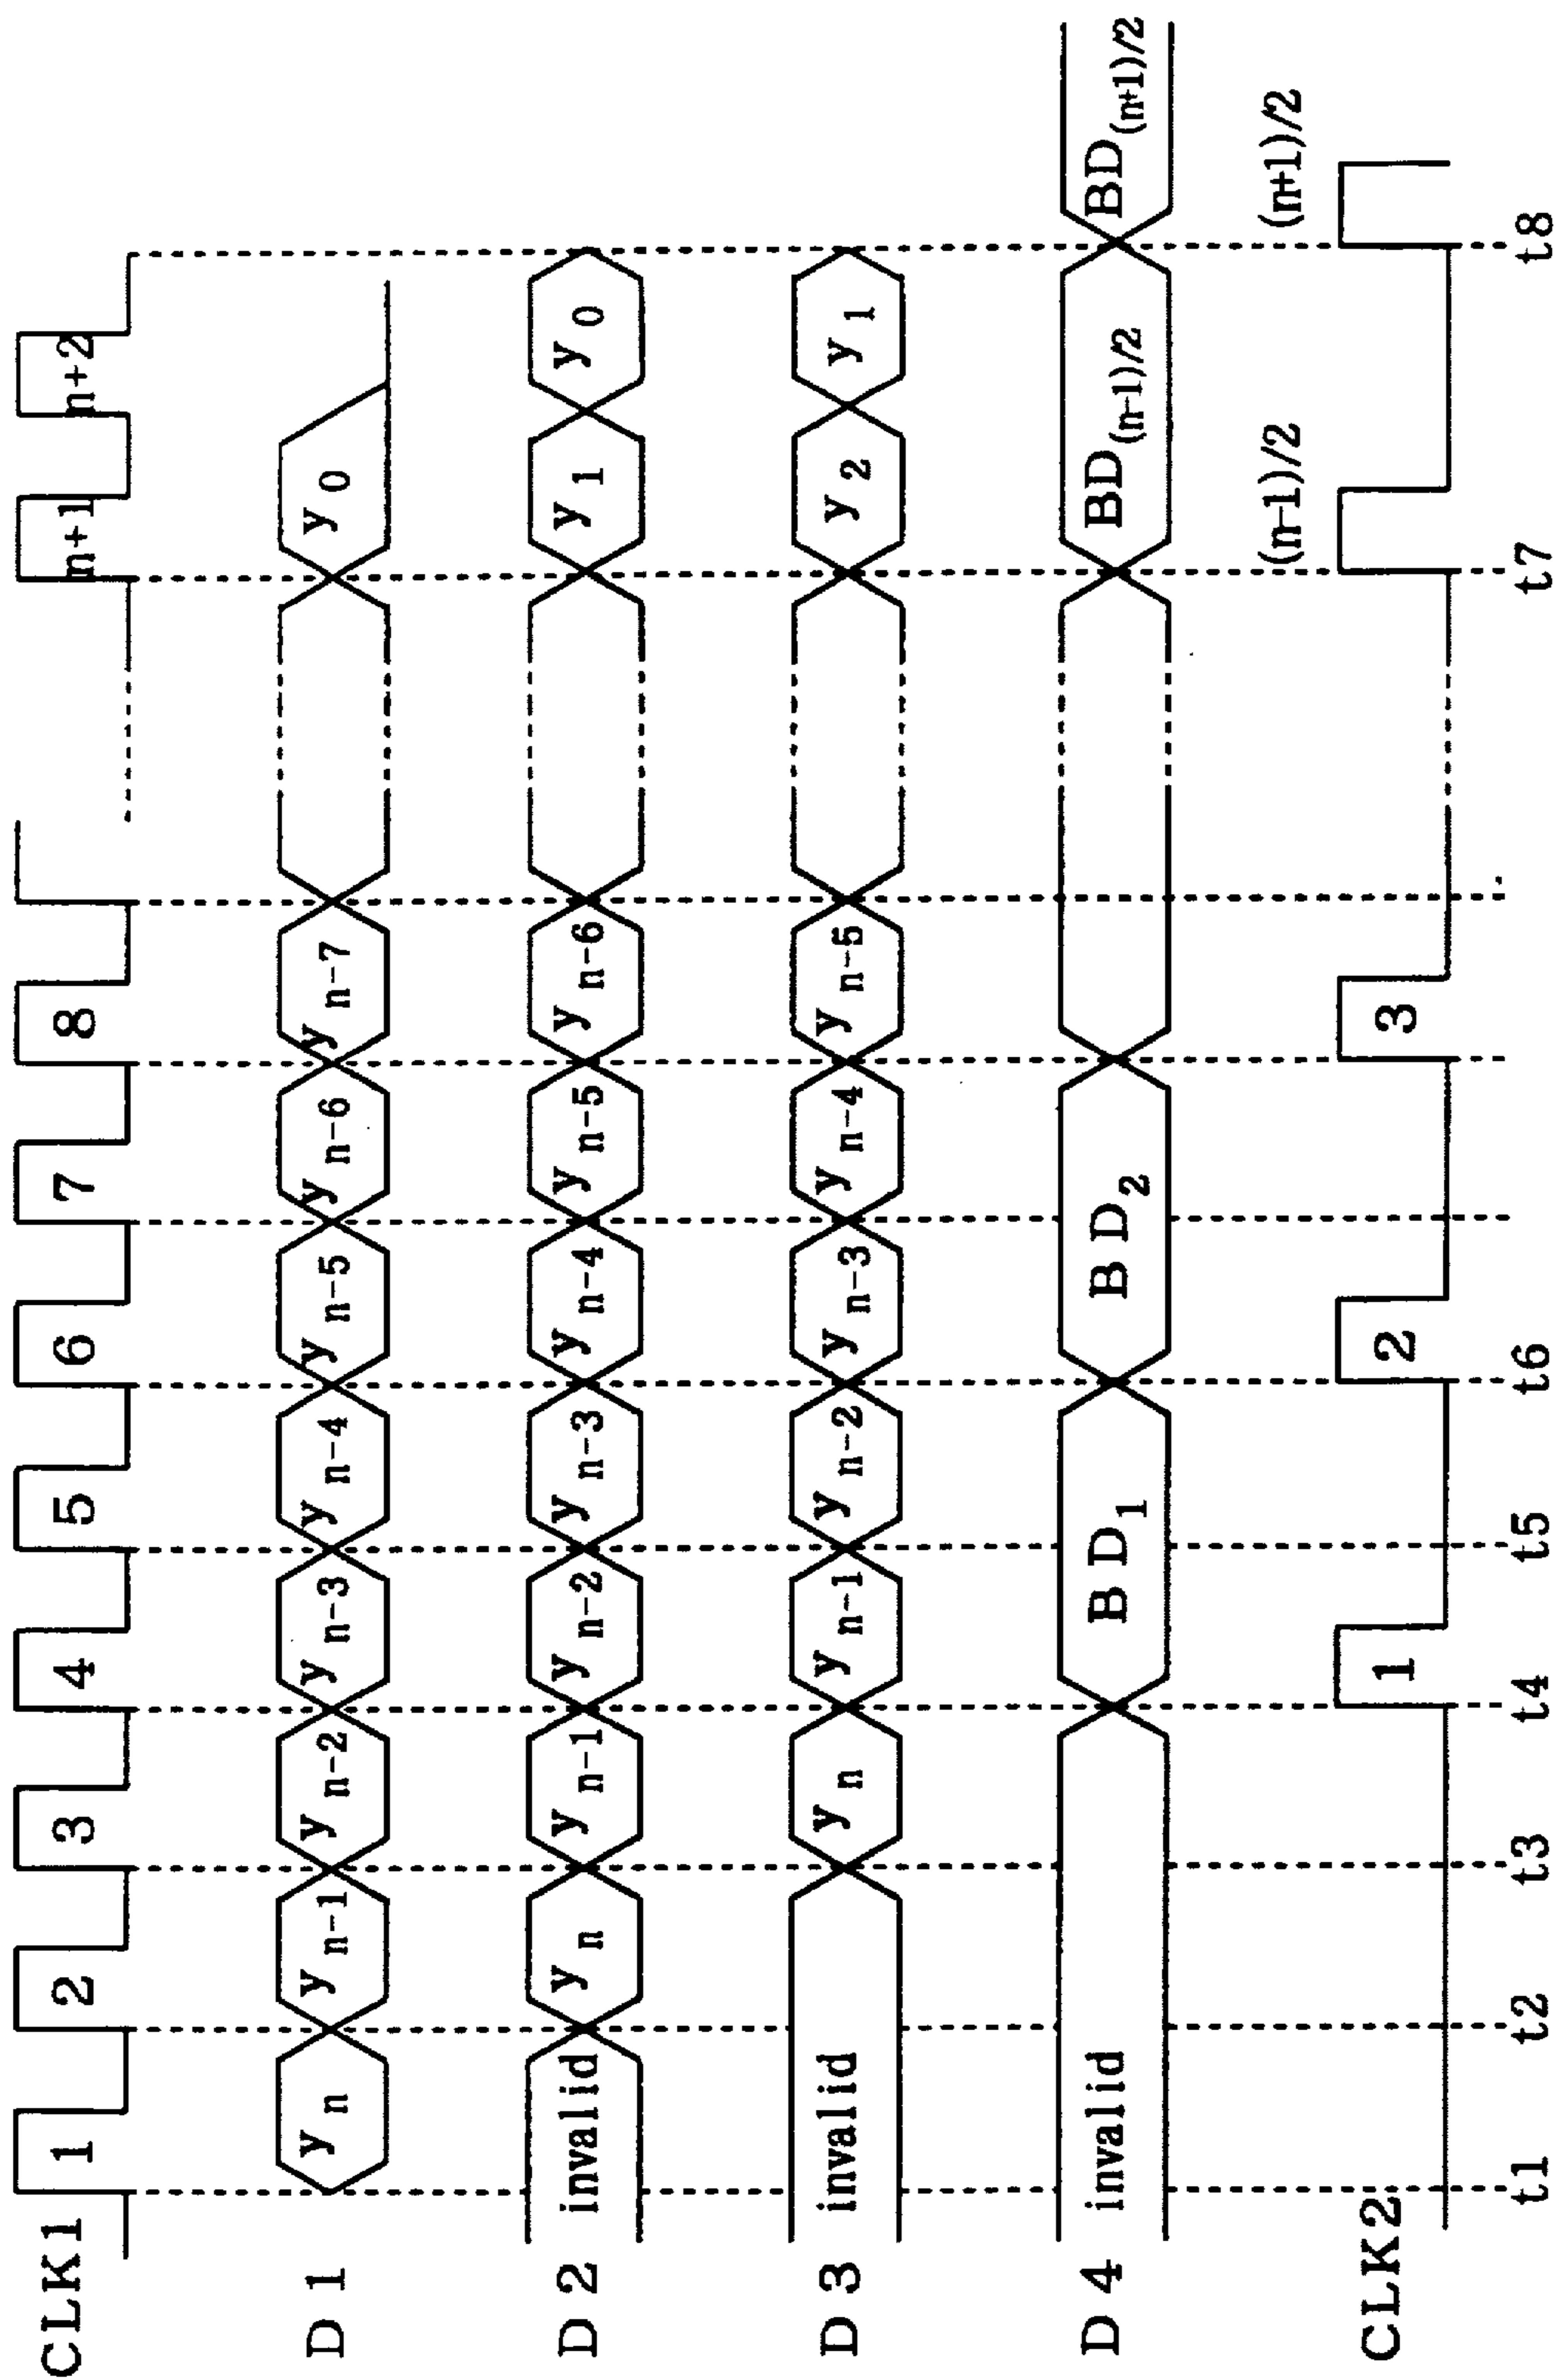 CLK1 1 2 3 4 5 6 7 8 n+1 n+2
D1 yn yn-1 yn-2 yn-3 yn-4 yn-5 yn-6 yn-7 y0
D2 invalid yn yn-1 yn-2 yn-3 yn-4 yn-5 yn-6 y1 y0
D3 invalid yn yn-1 yn-2 yn-3 yn-4 yn-5 y2 y1
D4 invalid BD1 BD2 BD(n-1)/2 BD(n+1)/2
CLK2 1 2 3 (n-1)/2 (n+1)/2
t1 t2 t3 t4 t5 t6 t7 t8